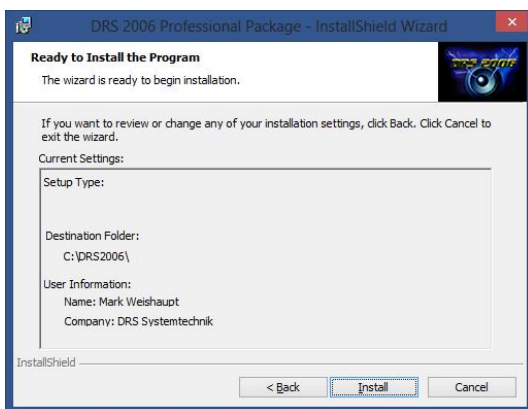 DRS 2006 Professional Package - InstallShield Wizard
Ready to Install the Program
The wizard is ready to begin installation.
DRS 2006
If you want to review or change any of your installation settings, click Back. Click Cancel to
exit the wizard.
Current Settings:
Setup Type:
Destination Folder:
C:\DRS2006\
User Information:
Name: Mark Weishaupt
Company: DRS Systemtechnik
InstallShield
< Back
Install
Cancel